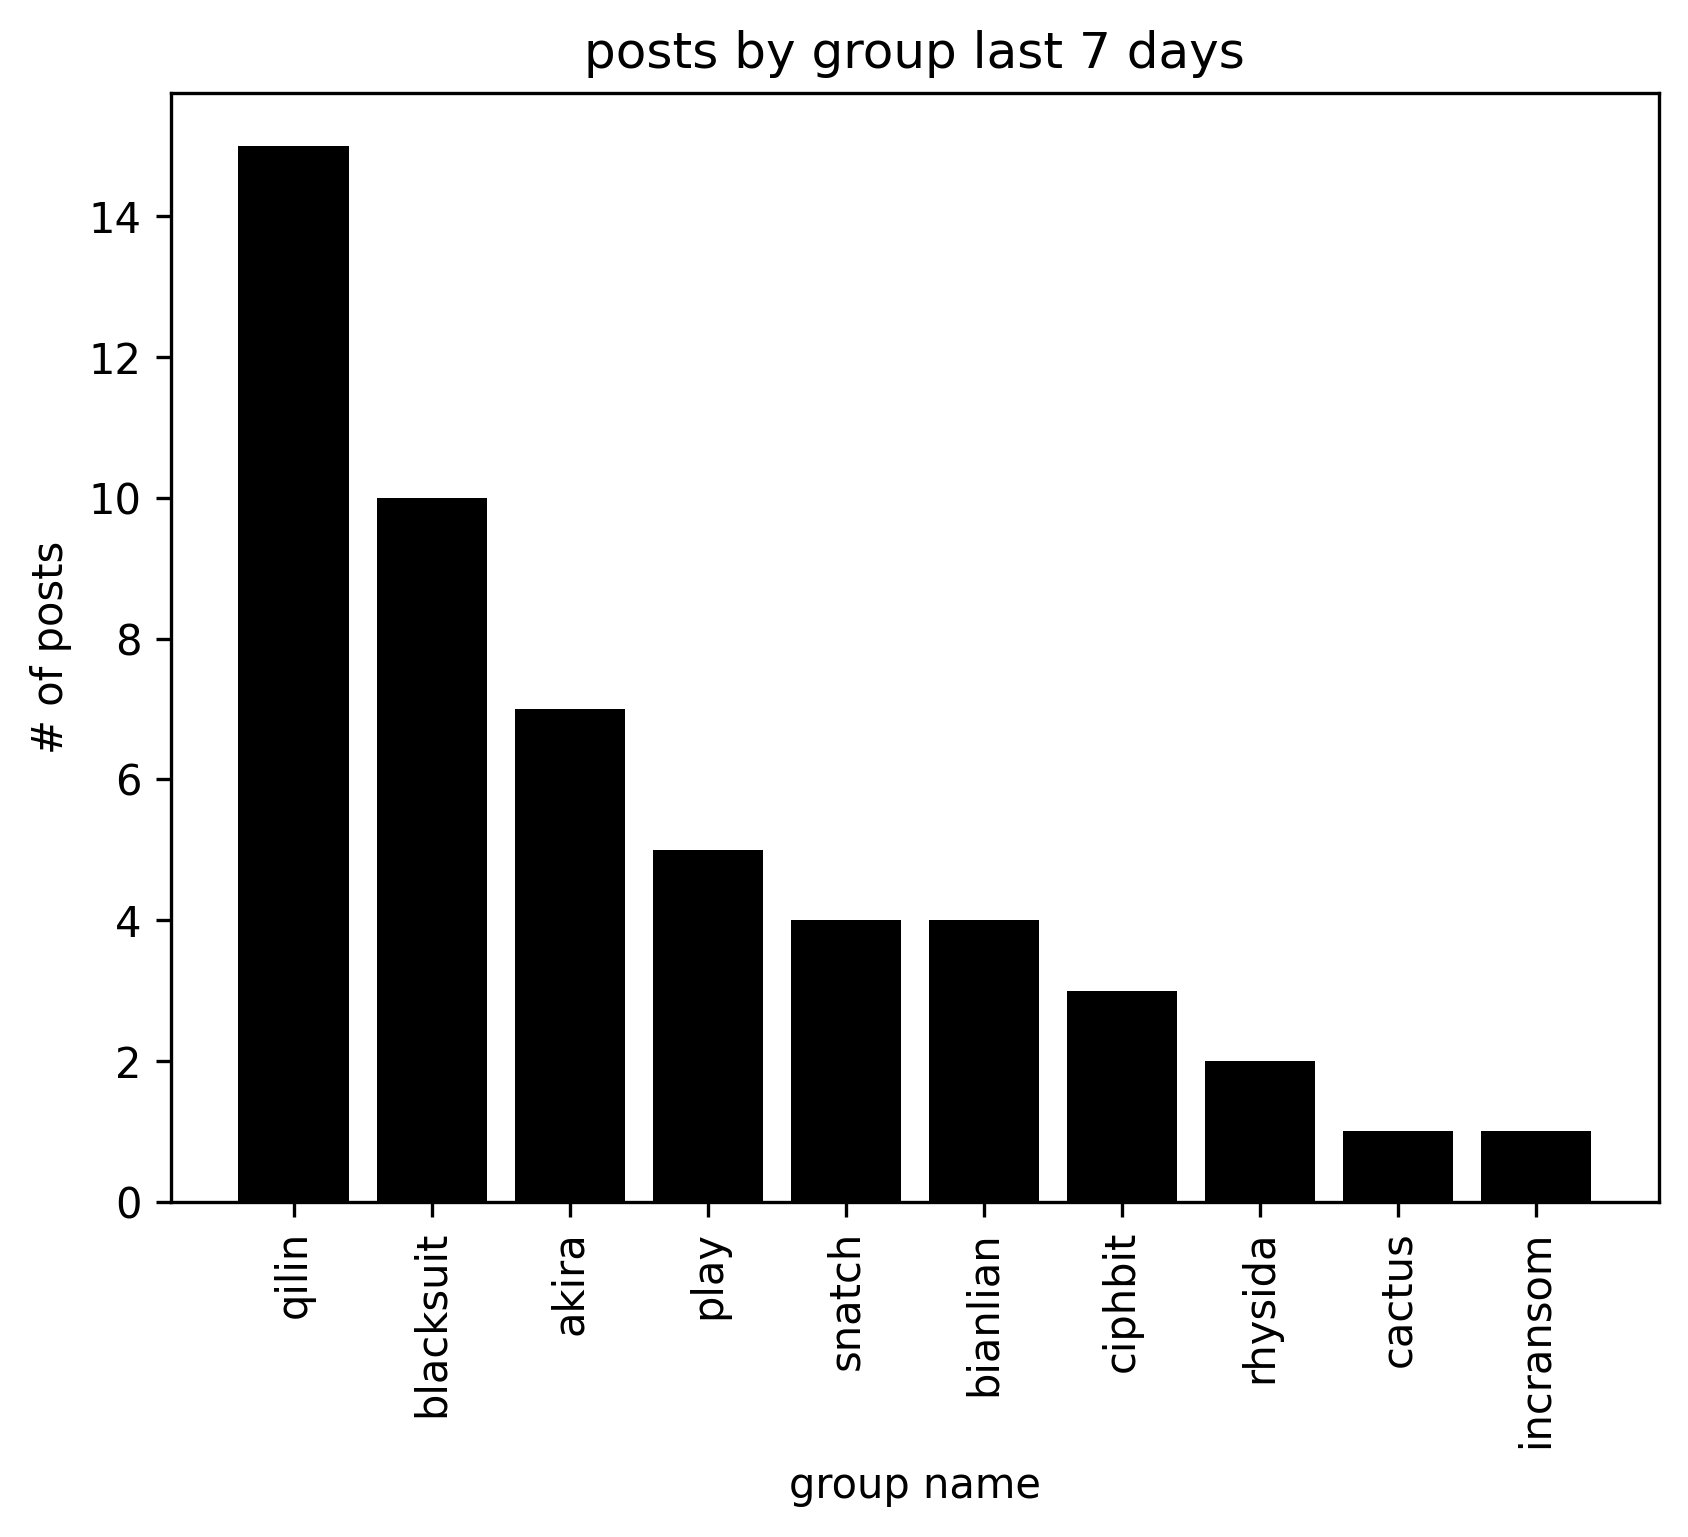 posts by group last 7 days
# of posts
14
12
10
8
6
4
2
0
qilin
blacksuit
akira
play
snatch
bianlian
ciphbit
rhysida
cactus
incransom
group name